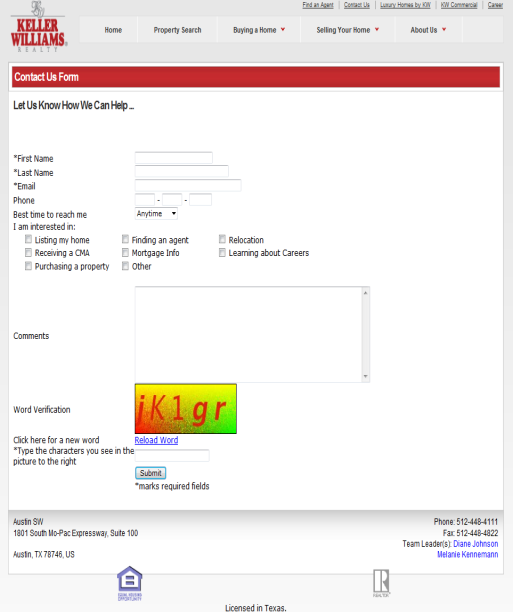 Find an Agent | Contact Us | Luxury Homes by KW | KW Commercial | Career
KELLER
WILLIAMS.
REALTY
Home Property Search Buying a Home Selling Your Home About Us
Contact Us Form
Let Us Know How We Can Help ...
*First Name
*Last Name
*Email
Phone - -
Best time to reach me Anytime
I am interested in:
Listing my home Finding an agent Relocation
Receiving a CMA Mortgage Info Learning about Careers
Purchasing a property Other
Comments
Word Verification jK1gr
Click here for a new word Reload Word
*Type the characters you see in the
picture to the right
Submit
*marks required fields
Austin SW Phone: 512-448-4111
1801 South Mo-Pac Expressway, Suite 100 Fax: 512-448-4822
Team Leader(s): Diane Johnson
Austin, TX 78746, US Melanie Kennemann
EQUAL HOUSING
OPPORTUNITY
R
REALTOR
Licensed in Texas.